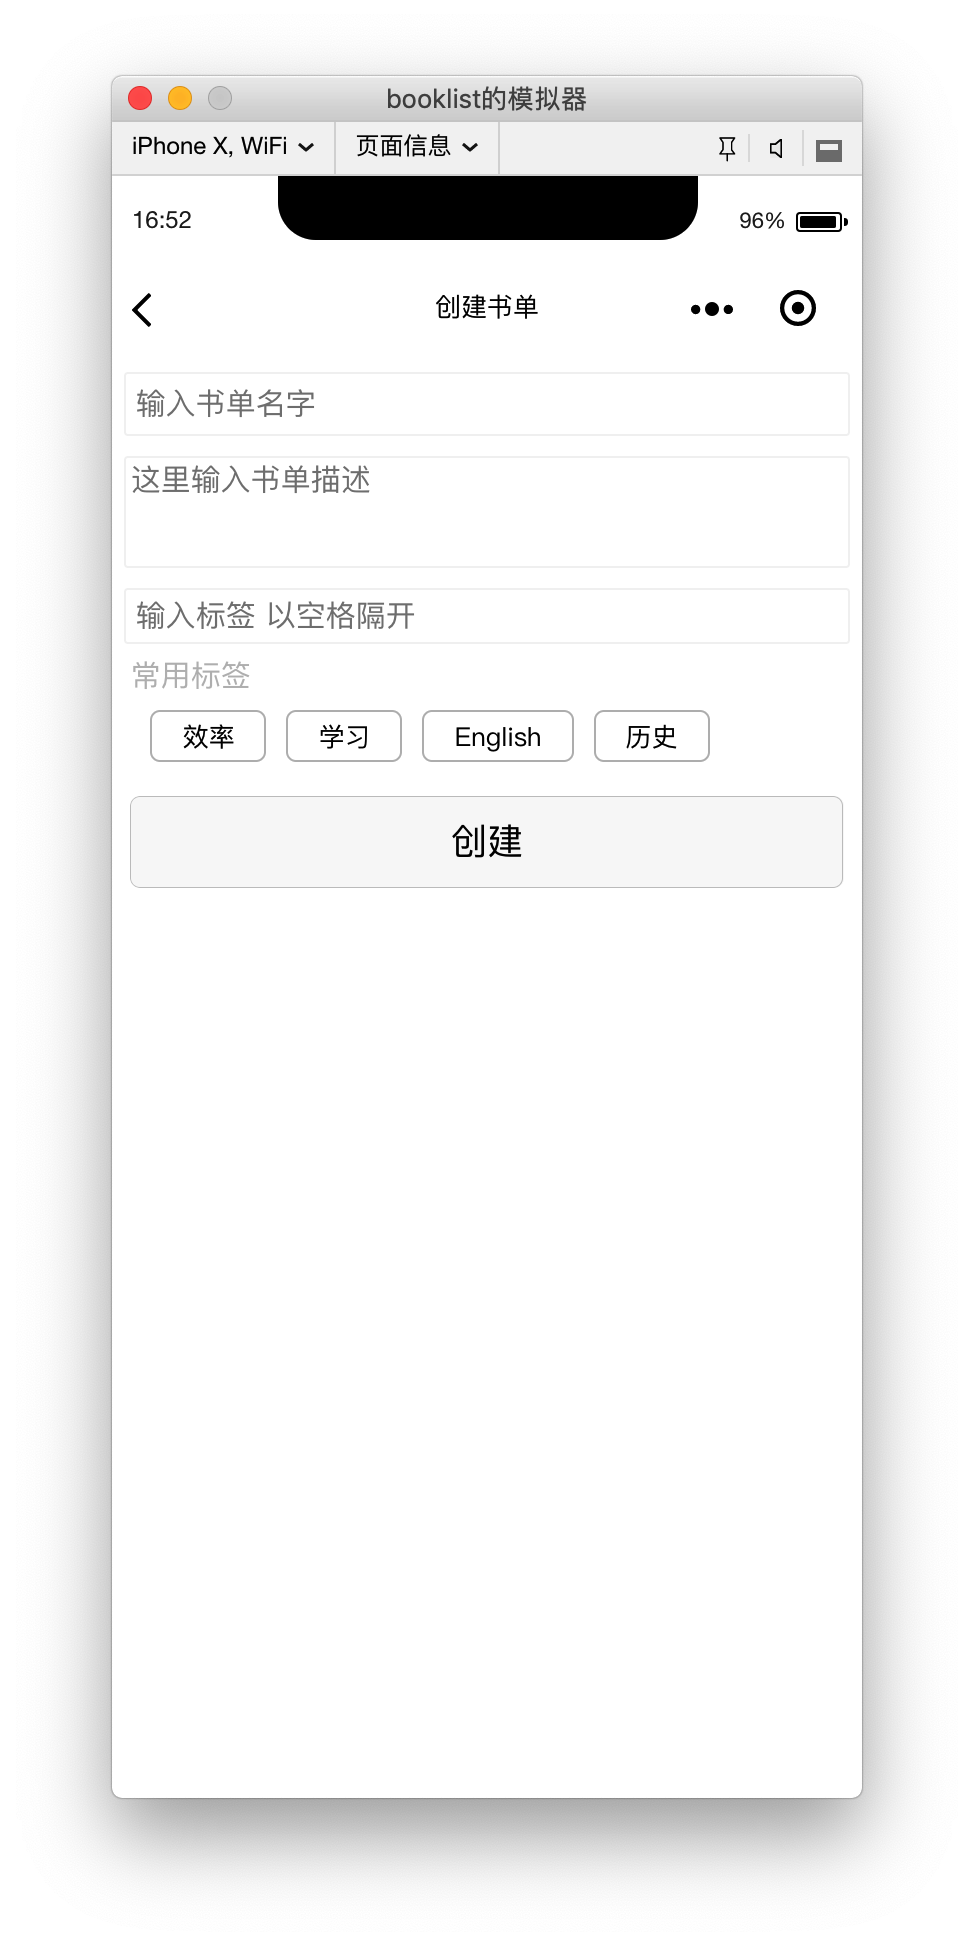 booklist的模拟器
iPhone X, WiFi 页面信息
16:52 96%
创建书单
输入书单名字
这里输入书单描述
输入标签 以空格隔开
常用标签
效率 学习 English 历史
创建